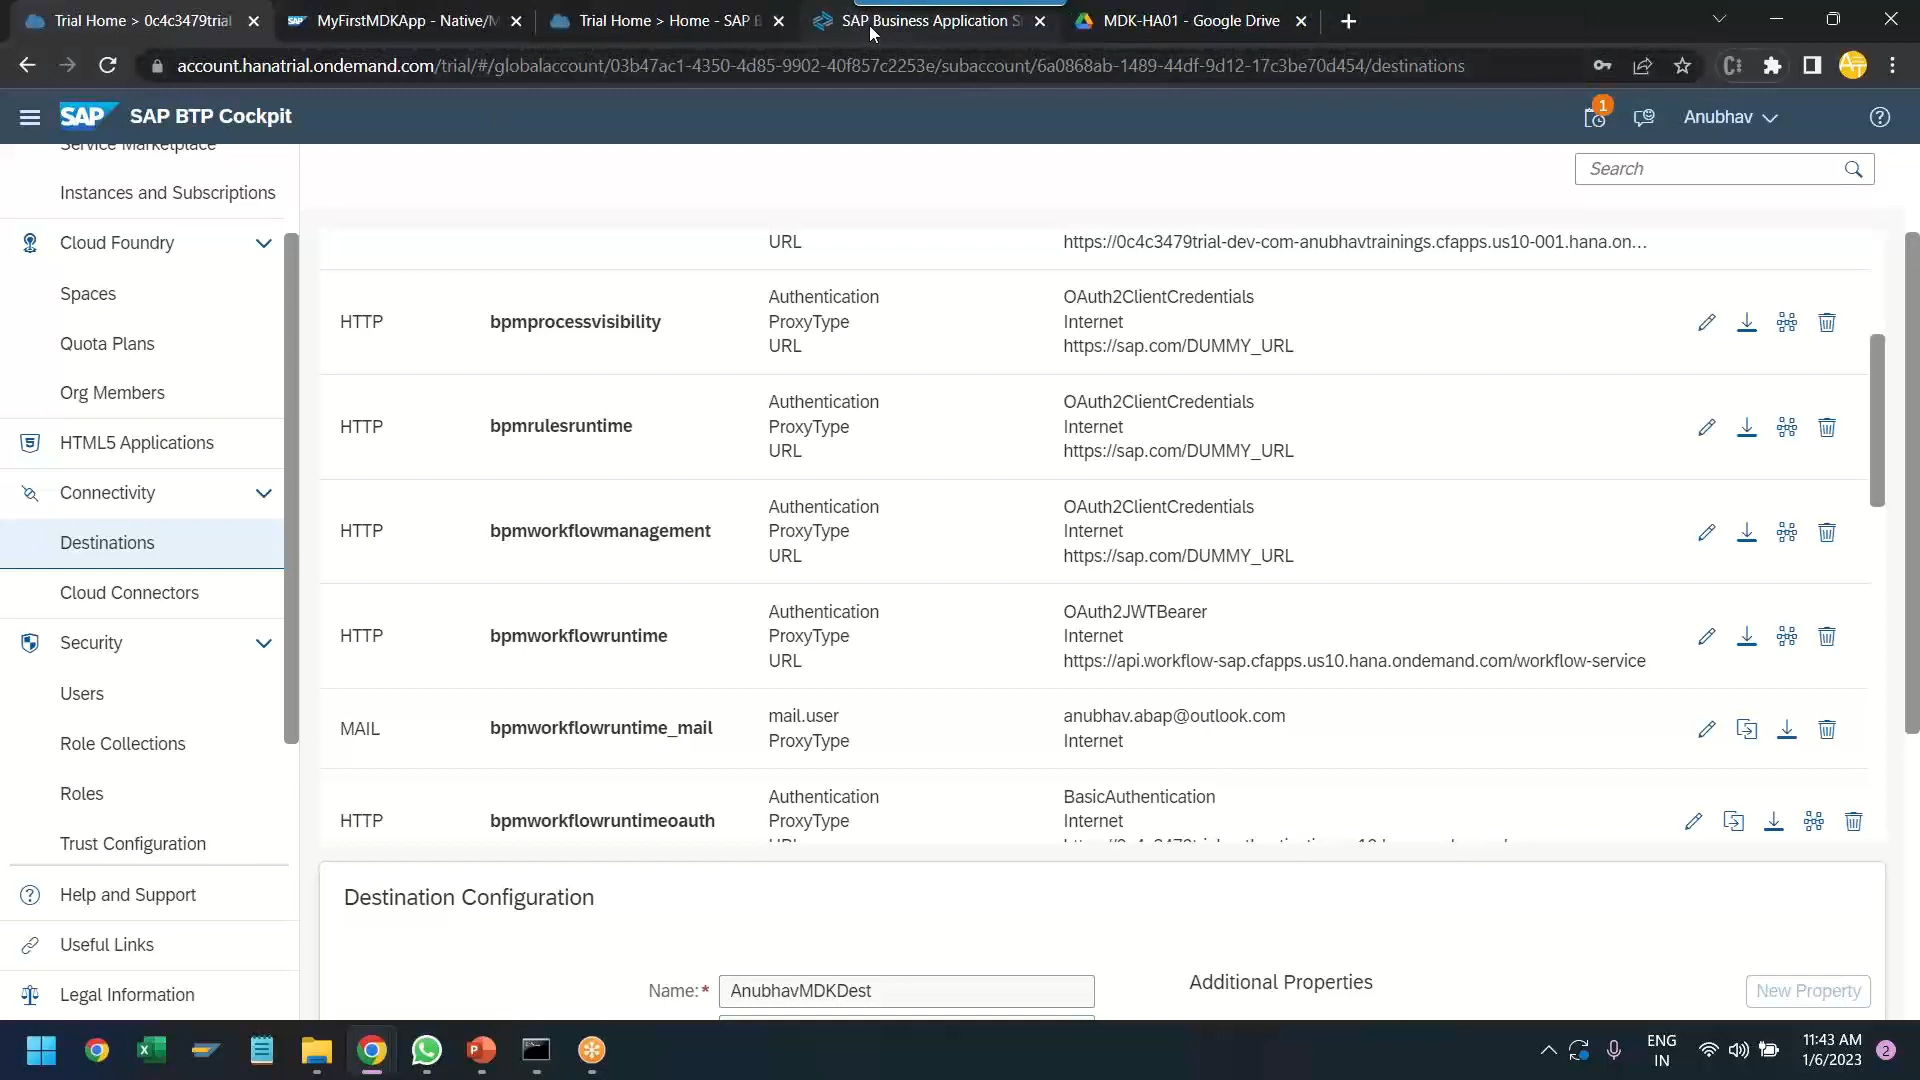 Trial Home > 0c4c3479trial
MyFirstMDKApp - Native/M
Trial Home > Home - SAP B
SAP Business Application S
MDK-HA01 - Google Drive
account.hanatrial.ondemand.com/trial/#/globalaccount/03b47ac1-4350-4d85-9902-40f857c2253e/subaccount/6a0868ab-1489-44df-9d12-17c3be70d454/destinations
SAP SAP BTP Cockpit
1
Anubhav
Service Marketplace
Instances and Subscriptions
Cloud Foundry
Spaces
Quota Plans
Org Members
HTML5 Applications
Connectivity
Destinations
Cloud Connectors
Security
Users
Role Collections
Roles
Trust Configuration
Help and Support
Useful Links
Legal Information
Search
URL https://0c4c3479trial-dev-com-anubhavtrainings.cfapps.us10-001.hana.on...
Authentication OAuth2ClientCredentials
HTTP bpmprocessvisibility ProxyType Internet
URL https://sap.com/DUMMY_URL
Authentication OAuth2ClientCredentials
HTTP bpmrulesruntime ProxyType Internet
URL https://sap.com/DUMMY_URL
Authentication OAuth2ClientCredentials
HTTP bpmworkflowmanagement ProxyType Internet
URL https://sap.com/DUMMY_URL
Authentication OAuth2JWTBearer
HTTP bpmworkflowruntime ProxyType Internet
URL https://api.workflow-sap.cfapps.us10.hana.ondemand.com/workflow-service
mail.user anubhav.abap@outlook.com
MAIL bpmworkflowruntime_mail
ProxyType Internet
Authentication BasicAuthentication
HTTP bpmworkflowruntimeoauth ProxyType Internet
Destination Configuration
Name:* AnubhavMDKDest
Additional Properties
New Property
ENG
IN
11:43 AM
1/6/2023
2